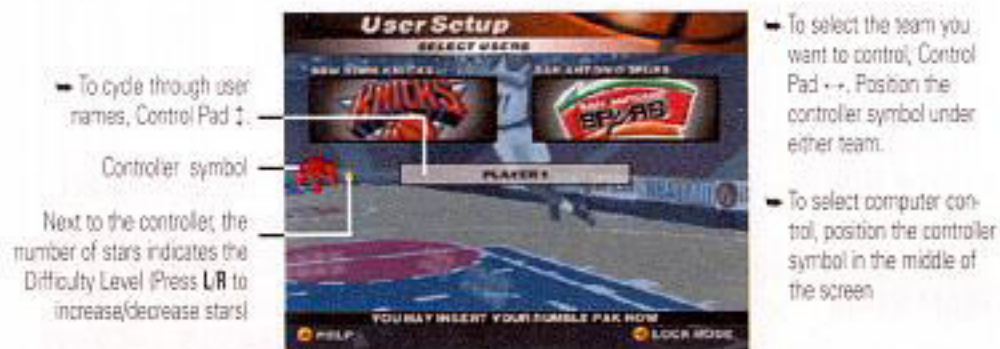 ➥ To cycle through user
names, Control Pad ↕.
Controller symbol
Next to the controller, the
number of stars indicates the
Difficulty Level (Press L/R to
increase/decrease stars)
User Setup
SELECT USERS
NEW YORK KNICKS
SAN ANTONIO SPURS
KNICKS
SAN ANTONIO
SPURS
PLAYER 1
YOU MAY INSERT YOUR RUMBLE PAK NOW
HELP
LOCK MODE
➥ To select the team you
want to control, Control
Pad ↔. Position the
controller symbol under
either team.
➥ To select computer con-
trol, position the controller
symbol in the middle of
the screen